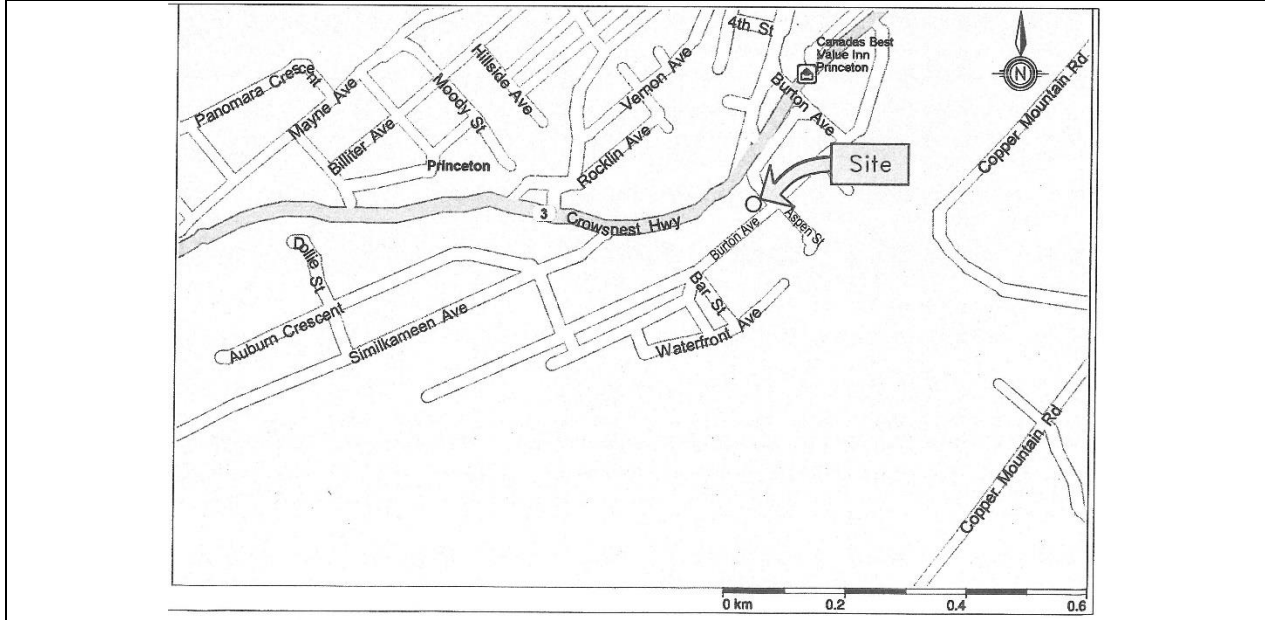 4th St
Canadas Best
Value Inn
Princeton
N
Copper Mountain Rd
Hillside Ave
Vernon Ave
Panomara Crescent
Mayne Ave
Moody St
Burton Ave
Billiter Ave
Rocklin Ave
Site
Princeton
3
Crowsnest Hwy
Burton Ave
Aspen St
Dollie St
Bar St
Auburn Crescent
Similkameen Ave
Waterfront Ave
Copper Mountain Rd
0 km 0.2 0.4 0.6